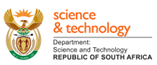 science
& technology
Department:
Science and Technology
REPUBLIC OF SOUTH AFRICA